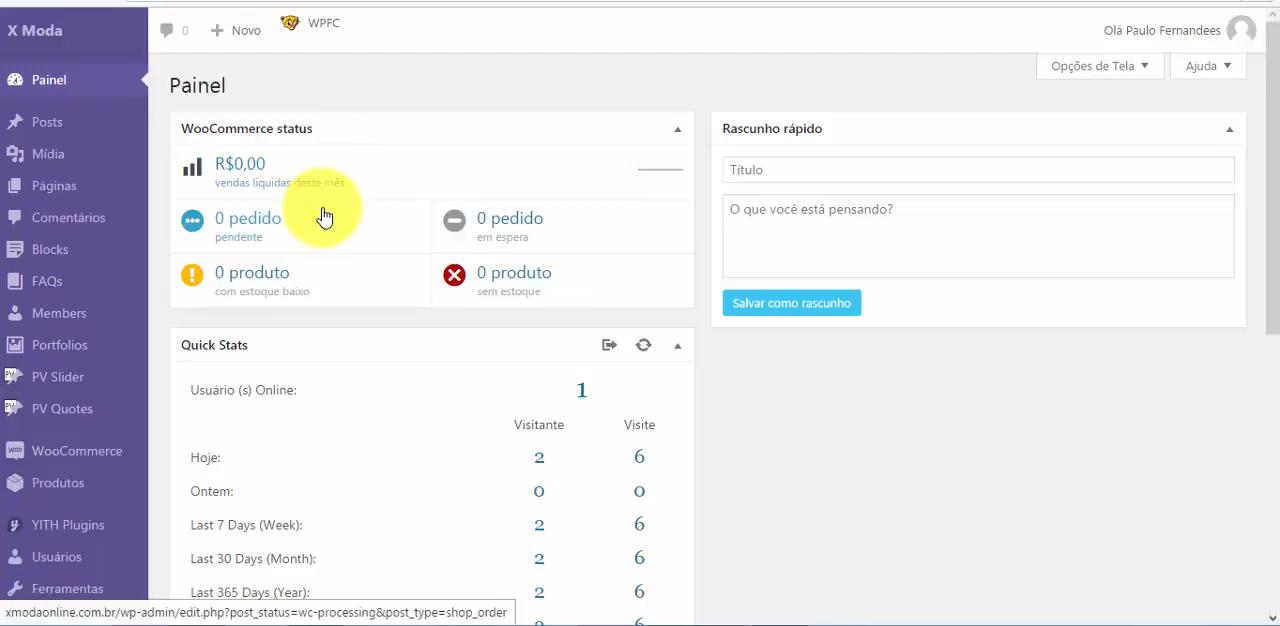 X Moda
0
Novo
WPFC
Olá Paulo Fernandees
Painel
Opções de Tela
Ajuda
Painel
Posts
Mídia
Páginas
Comentários
Blocks
FAQs
Members
Portfolios
PV Slider
PV Quotes
WooCommerce
Produtos
YITH Plugins
Usuários
Ferramentas
WooCommerce status
R$0,00
vendas liquidas desse mês
0 pedido
pendente
0 pedido
em espera
0 produto
com estoque baixo
0 produto
sem estoque
Quick Stats
Usuário (s) Online:
1
Visitante Visite
Hoje: 2 6
Ontem: 0 0
Last 7 Days (Week): 2 6
Last 30 Days (Month): 2 6
Last 365 Days (Year): 2 6
Rascunho rápido
Título
O que você está pensando?
Salvar como rascunho
xmodaonline.com.br/wp-admin/edit.php?post_status=wc-processing&post_type=shop_order